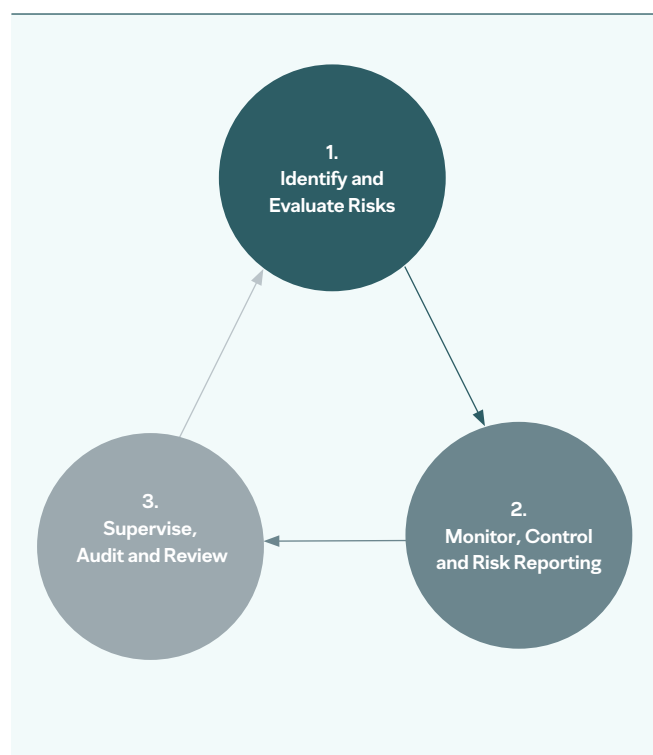 1.
Identify and
Evaluate Risks
2.
Monitor, Control
and Risk Reporting
3.
Supervise,
Audit and Review